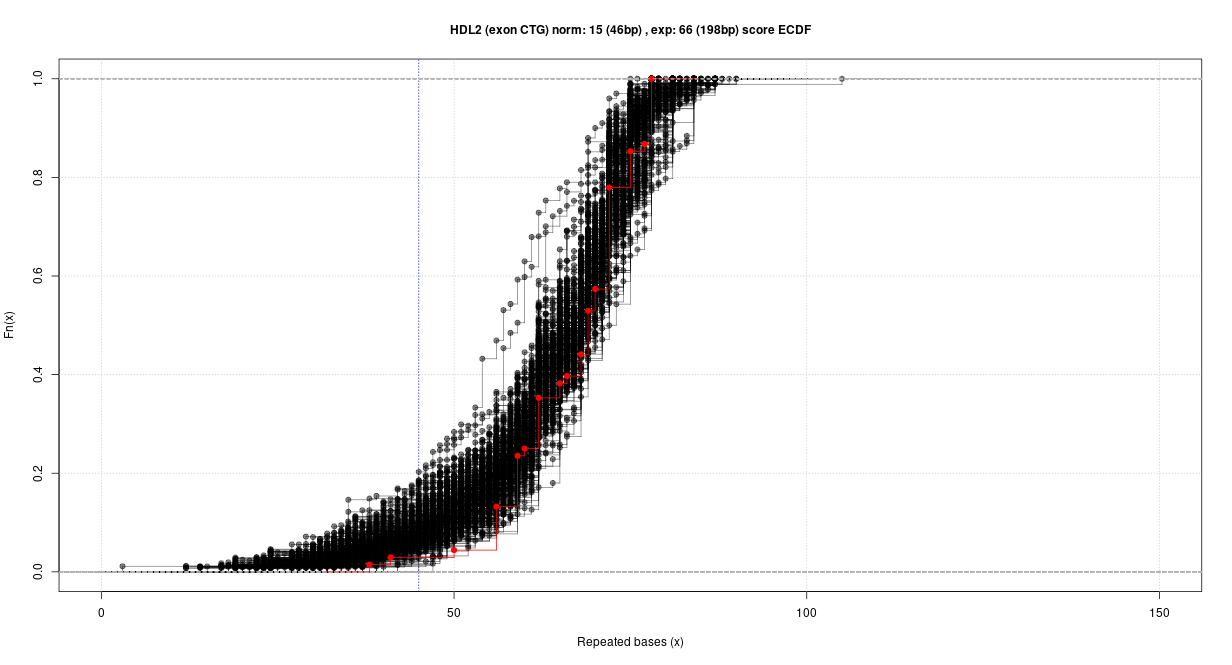 HDL2 (exon CTG) norm: 15 (46bp) , exp: 66 (198bp) score ECDF
1.0
0.8
0.6
0.4
0.2
0.0
Fn(x)
0 50 100 150
Repeated bases (x)